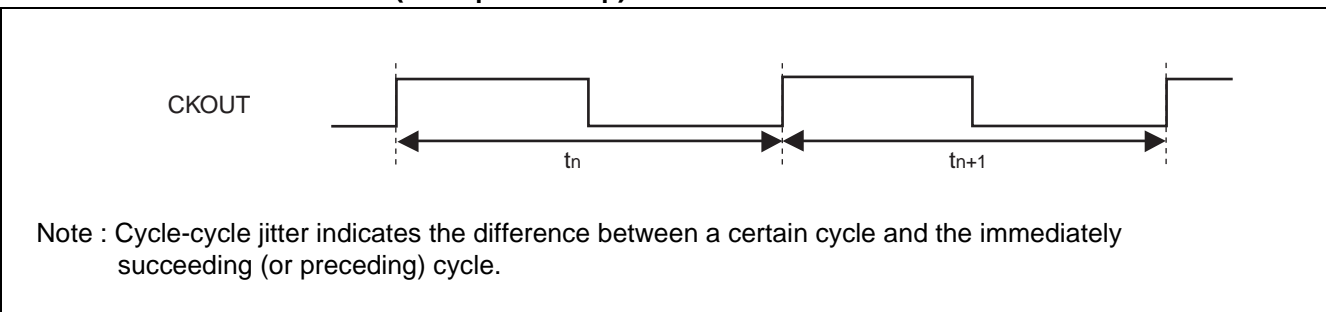 CKOUT
tn
tn+1
Note : Cycle-cycle jitter indicates the difference between a certain cycle and the immediately
succeeding (or preceding) cycle.